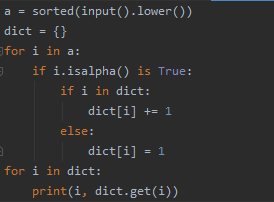 a = sorted(input().lower())
dict = {}
for i in a:
    if i.isalpha() is True:
        if i in dict:
            dict[i] += 1
        else:
            dict[i] = 1
for i in dict:
    print(i, dict.get(i))